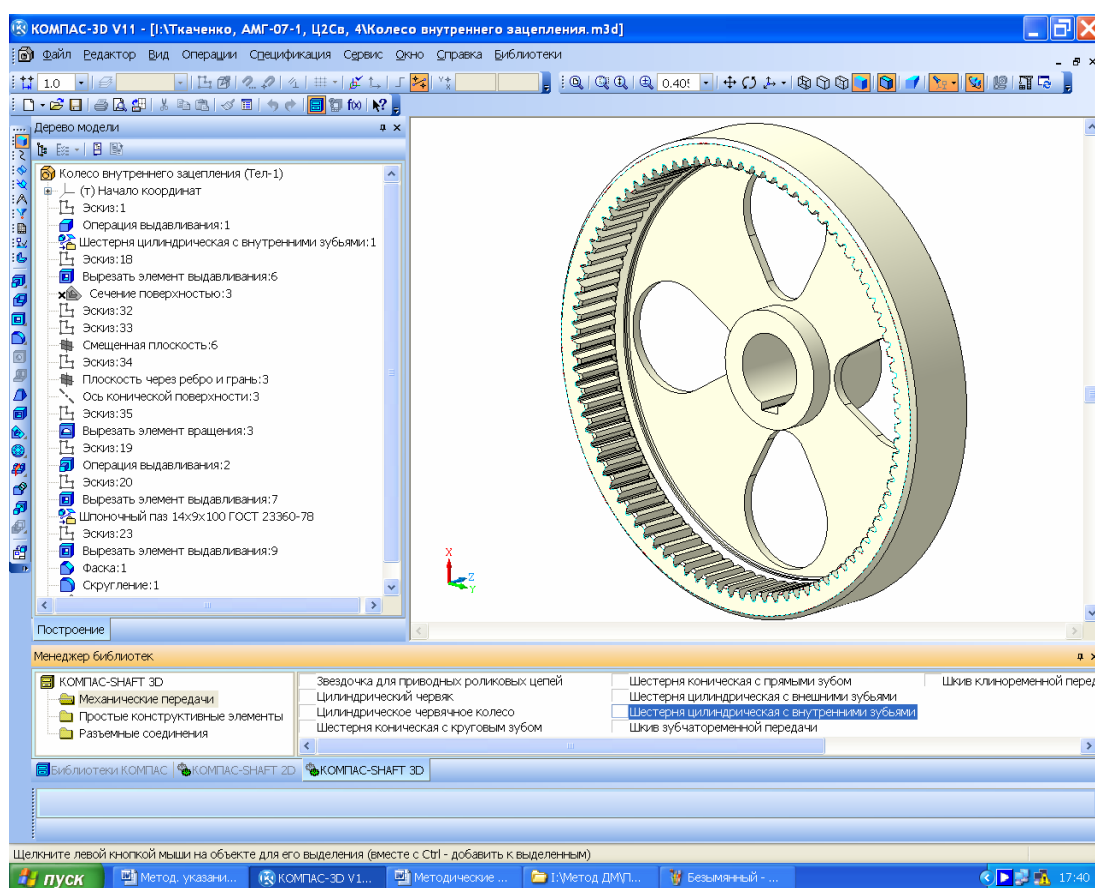 КОМПАС-3D V11 - [I:\Ткаченко, АМГ-07-1, Ц2Св, 4\Колесо внутреннего зацепления.m3d]
Файл Редактор Вид Операции Спецификация Сервис Окно Справка Библиотеки
1.0
0.405
Дерево модели
Колесо внутреннего зацепления (Тел-1)
(т) Начало координат
Эскиз:1
Операция выдавливания:1
Шестерня цилиндрическая с внутренними зубьями:1
Эскиз:18
Вырезать элемент выдавливания:6
Сечение поверхностью:3
Эскиз:32
Эскиз:33
Смещенная плоскость:6
Эскиз:34
Плоскость через ребро и грань:3
Ось конической поверхности:3
Эскиз:35
Вырезать элемент вращения:3
Эскиз:19
Операция выдавливания:2
Эскиз:20
Вырезать элемент выдавливания:7
Шпоночный паз 14x9x100 ГОСТ 23360-78
Эскиз:23
Вырезать элемент выдавливания:9
Фаска:1
Скругление:1
X
Z
Y
Построение
Менеджер библиотек
КОМПАС-SHAFT 3D
Механические передачи
Простые конструктивные элементы
Разъемные соединения
Звездочка для приводных роликовых цепей
Цилиндрический червяк
Цилиндрическое червячное колесо
Шестерня коническая с круговым зубом
Шестерня коническая с прямыми зубом
Шестерня цилиндрическая с внешними зубьями
Шестерня цилиндрическая с внутренними зубьями
Шкив зубчатоременной передачи
Шкив клиноременной перед
Библиотеки КОМПАС КОМПАС-SHAFT 2D КОМПАС-SHAFT 3D
Щелкните левой кнопкой мыши на объекте для его выделения (вместе с Ctrl - добавить к выделенным)
пуск Метод. указани... КОМПАС-3D V1... Методические ... I:\Метод ДМ\П... Безымянный - ... 17:40